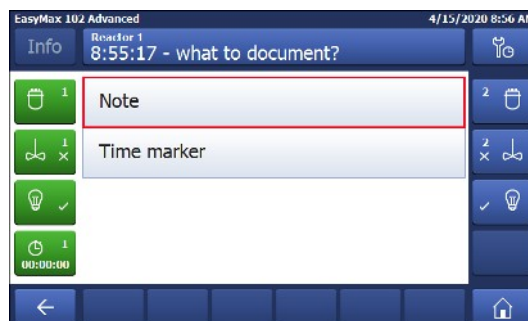 EasyMax 102 Advanced
4/15/2020 8:56 AM
Info
Reactor 1
8:55:17 - what to document?
1
Note
2
1
Time marker
2
1
00:00:00